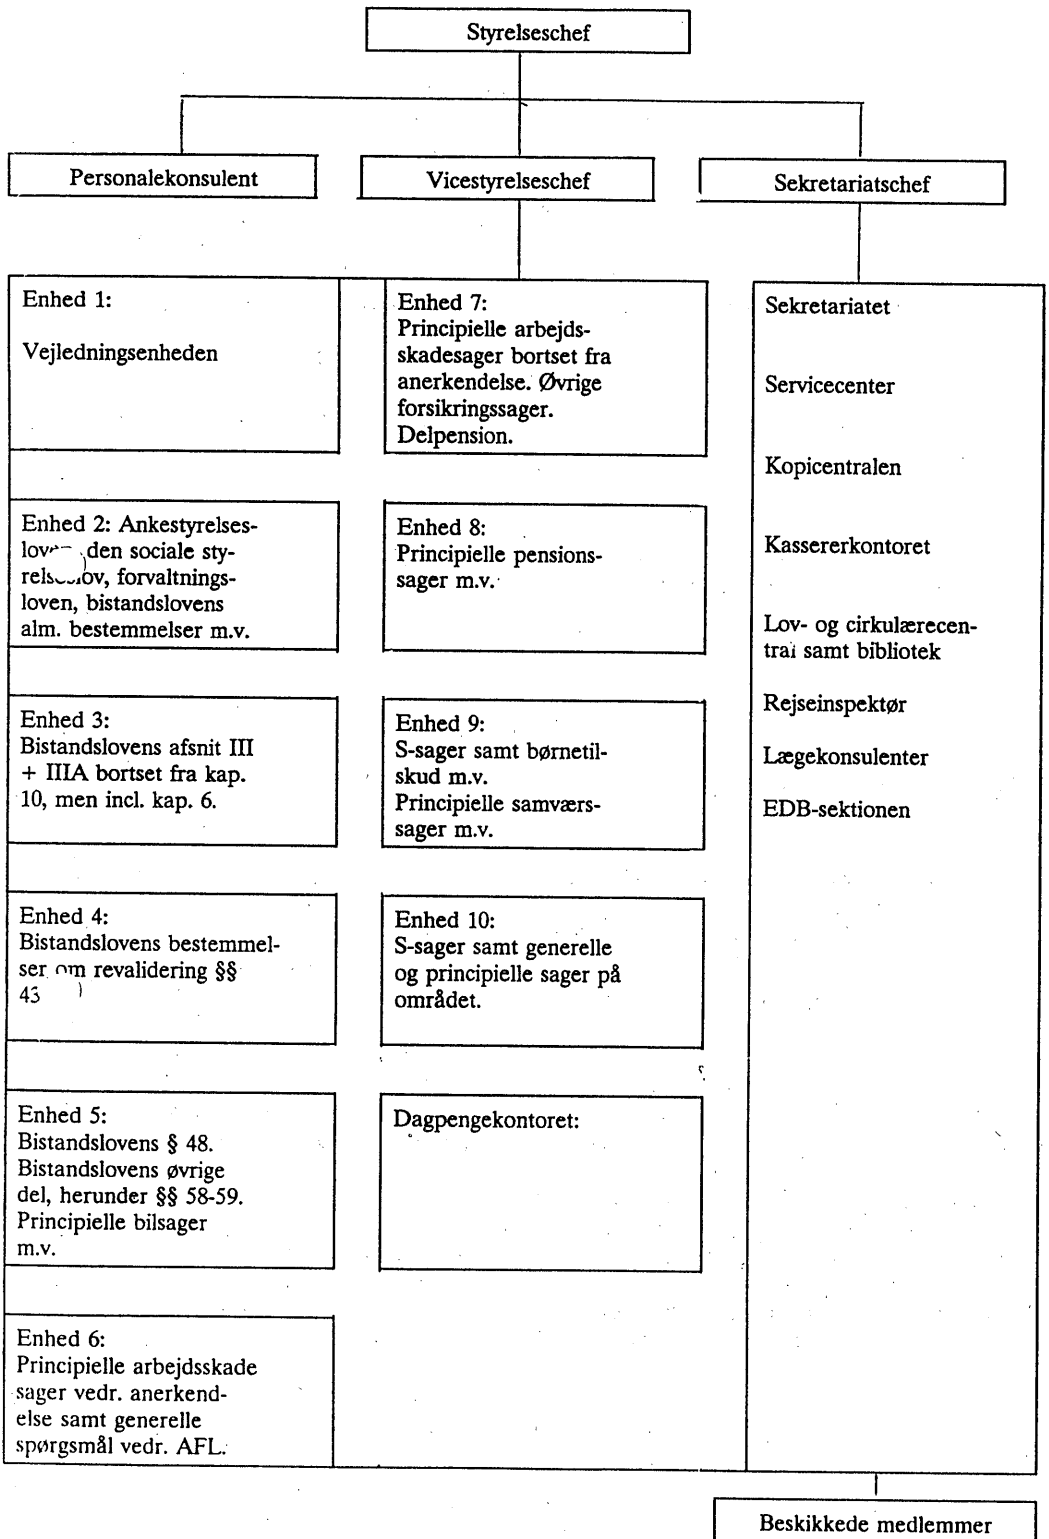 Styrelseschef
Personalekonsulent
Vicestyrelseschef
Sekretariatschef
Enhed 1:
Vejledningsenheden
Enhed 2: Ankestyrelses-
den sociale sty-
forvaltnings-
loven, bistandslovens
alm. bestemmelser m.v.
Enhed 3:
Bistandslovens afsnit III
+ IIIA bortset fra kap.
10, men incl. kap. 6.
Enhed 4:
Bistandslovens bestemmel-
ser om revalidering §§
43
Enhed 5:
Bistandslovens § 48.
Bistandslovens øvrige
del, herunder §§ 58-59.
Principielle bilsager
m.v.
Enhed 6:
Principielle arbejdsskade
sager vedr. anerkend-
else samt generelle
spørgsmål vedr. AFL.
Enhed 7:
Principielle arbejds-
skadesager bortset fra
anerkendelse. Øvrige
forsikringssager.
Delpension.
Enhed 8:
Principielle pensions-
sager m.v.
Enhed 9:
S-sager samt børnetil-
skud m.v.
Principielle samværs-
sager m.v.
Enhed 10:
S-sager samt generelle
og principielle sager på
området.
Dagpengekontoret:
Sekretariatet
Servicecenter
Kopicentralen
Kassererkontoret
Lov- og cirkulærecen-
tral samt bibliotek
Rejseinspektør
Lægekonsulenter
EDB-sektionen
Beskikkede medlemmer